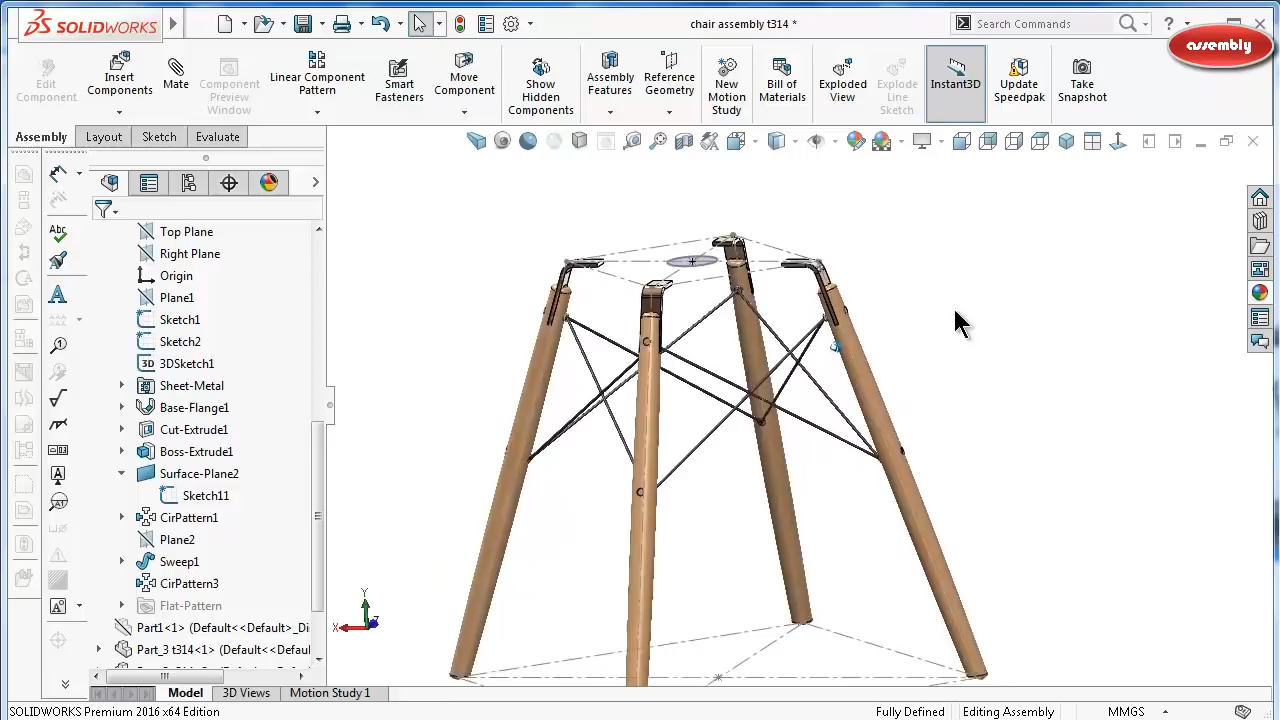 SOLIDWORKS
chair assembly t314 *
Search Commands
?
assembly
Edit
Component
Insert
Components
Mate
Component
Preview
Window
Linear Component
Pattern
Smart
Fasteners
Move
Component
Show
Hidden
Components
Assembly
Features
Reference
Geometry
New
Motion
Study
Bill of
Materials
Exploded
View
Explode
Line
Sketch
Instant3D
Update
Speedpak
Take
Snapshot
Assembly
Layout
Sketch
Evaluate
Top Plane
Right Plane
Origin
Plane1
Sketch1
Sketch2
3D 3DSketch1
Sheet-Metal
Base-Flange1
Cut-Extrude1
Boss-Extrude1
Surface-Plane2
Sketch11
CirPattern1
Plane2
Sweep1
CirPattern3
Flat-Pattern
Part1<1> (Default<<Default>_Di
Part_3 t314<1> (Default<<Defaul
Abc
A
Y
X
Z
Model
3D Views
Motion Study 1
SOLIDWORKS Premium 2016 x64 Edition
Fully Defined
Editing Assembly
MMGS